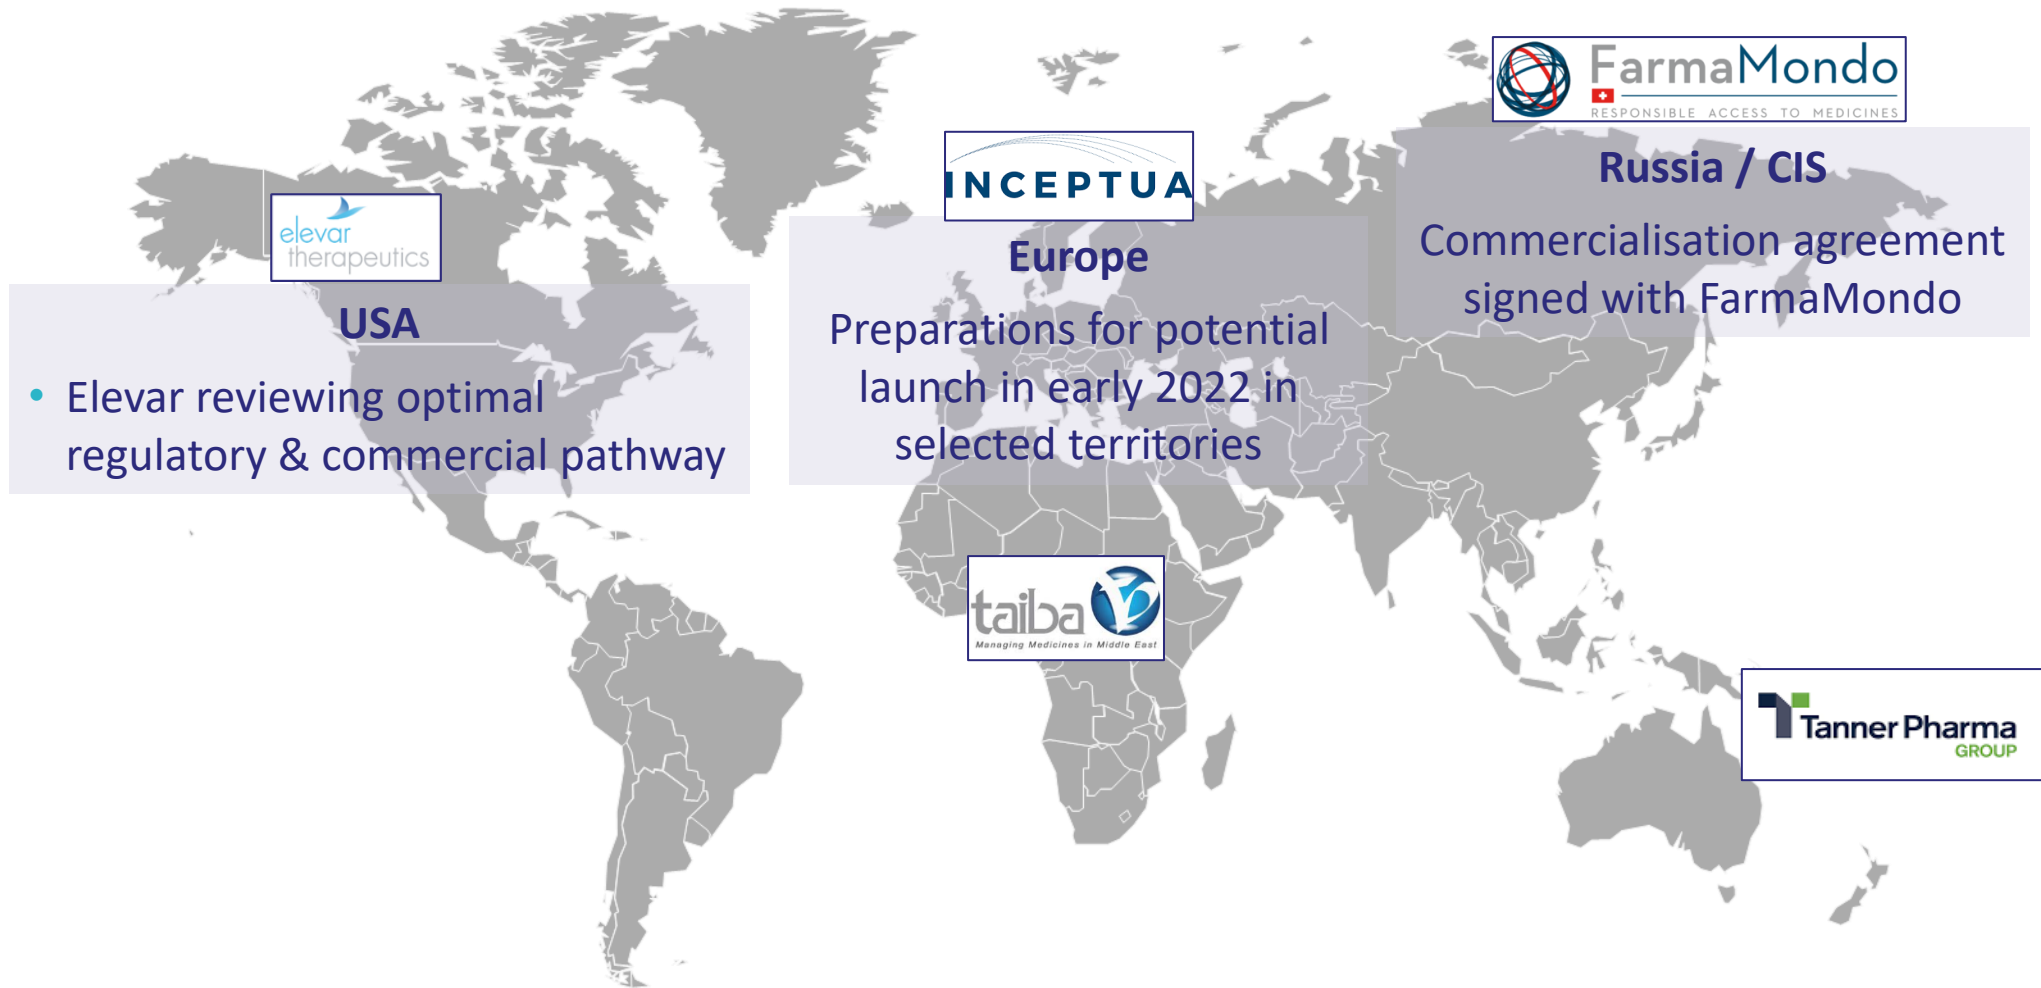 FarmaMondo
RESPONSIBLE ACCESS TO MEDICINES
Russia / CIS
Commercialisation agreement
signed with FarmaMondo
INCEPTUA
Europe
Preparations for potential
launch in early 2022 in
selected territories
elevar
therapeutics
USA
• Elevar reviewing optimal
regulatory & commercial pathway
taiba
Managing Medicines in Middle East
Tanner Pharma
GROUP